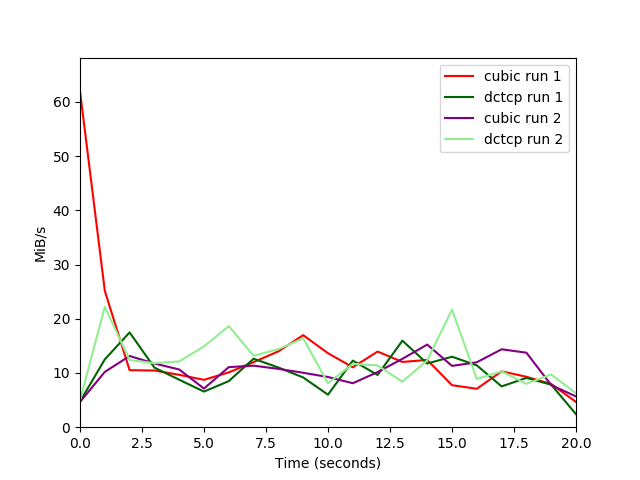 cubic run 1
dctcp run 1
cubic run 2
dctcp run 2
60
50
40
30
20
10
0
MiB/s
0.0 2.5 5.0 7.5 10.0 12.5 15.0 17.5 20.0
Time (seconds)